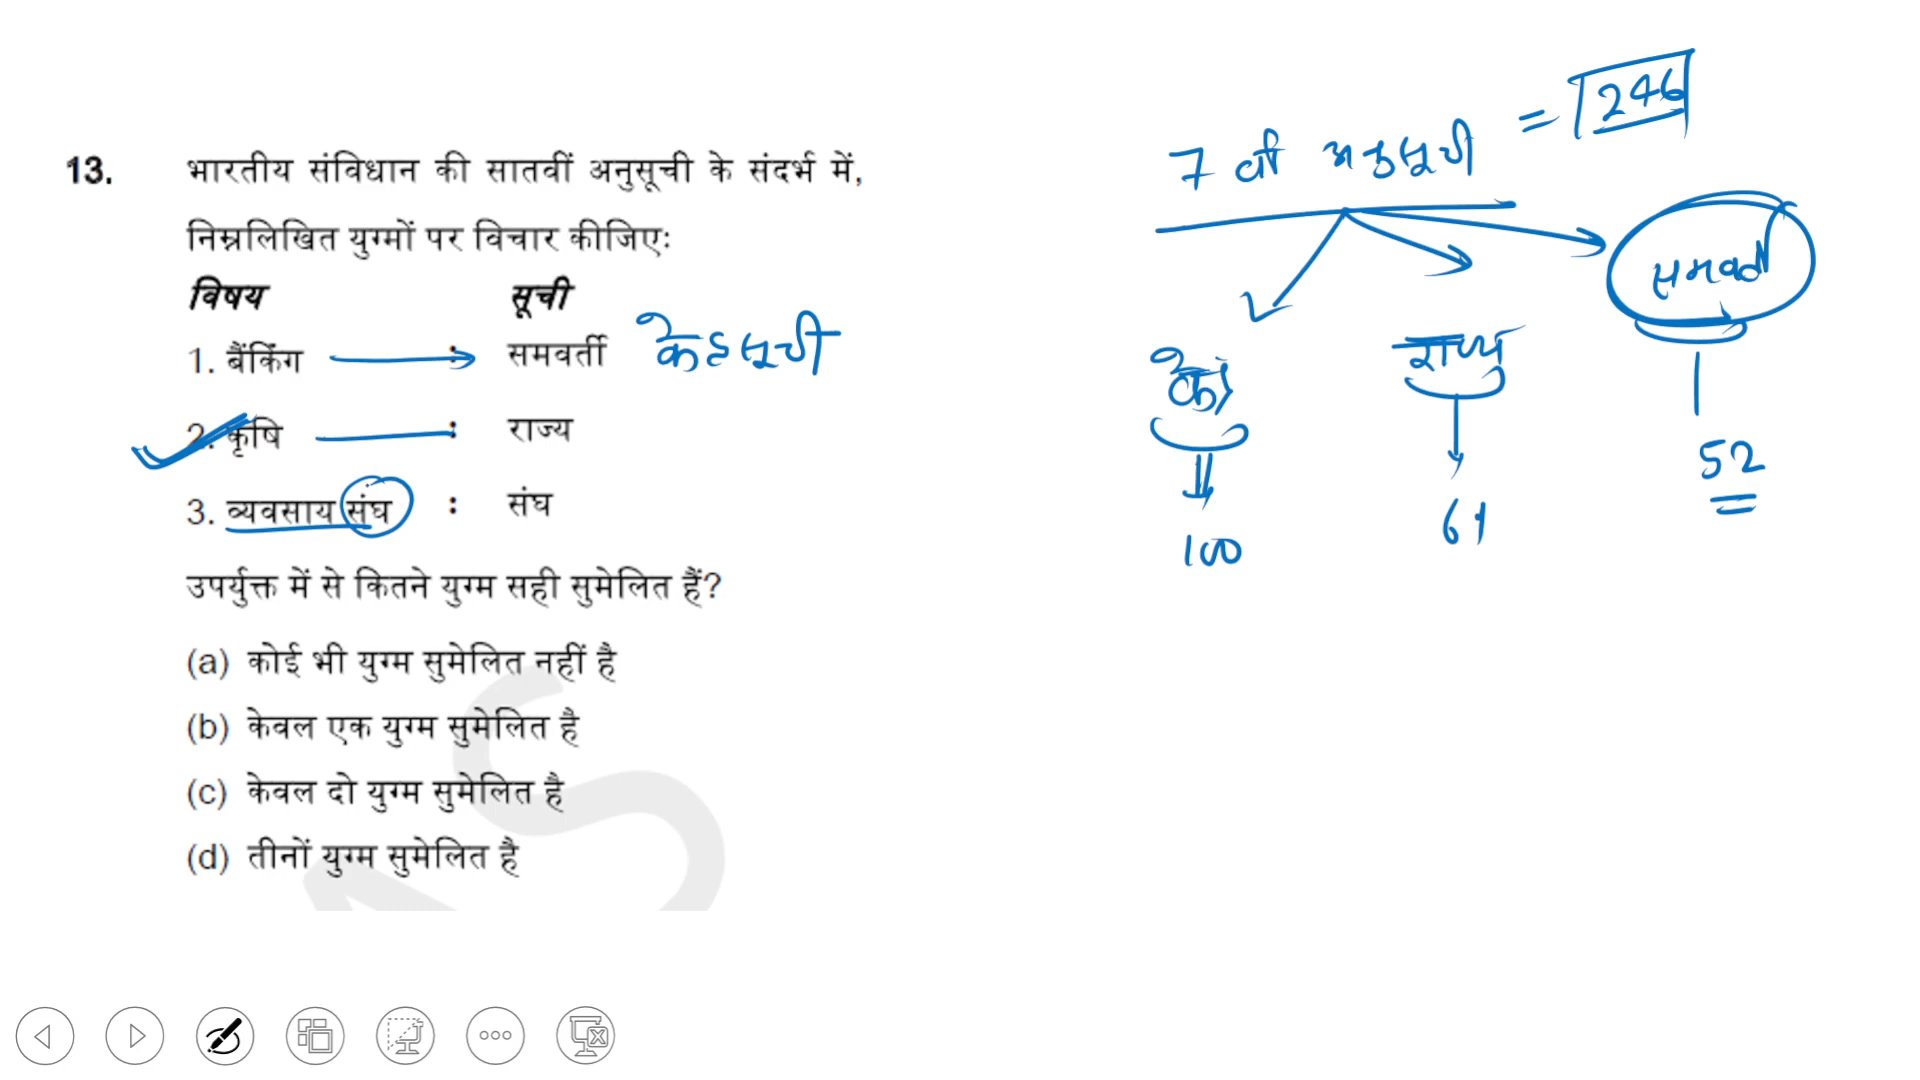 13. भारतीय संविधान की सातवीं अनुसूची के संदर्भ में,
निम्नलिखित युग्मों पर विचार कीजिएः
विषय सूची
1. बैंकिंग : समवर्ती
2. कृषि : राज्य
3. व्यवसाय संघ : संघ
उपर्युक्त में से कितने युग्म सही सुमेलित हैं?
(a) कोई भी युग्म सुमेलित नहीं है
(b) केवल एक युग्म सुमेलित है
(c) केवल दो युग्म सुमेलित है
(d) तीनों युग्म सुमेलित है
7 वी अनुसूची = 246
समवर्ती
राज्य
100
61
52